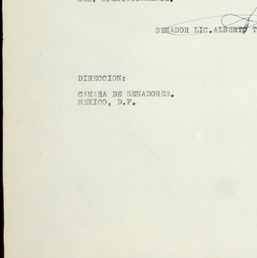 SENADOR LIC.ALBERTO T
DIRECCION:
CAMARA DE SENADORES.
MEXICO, D.F.